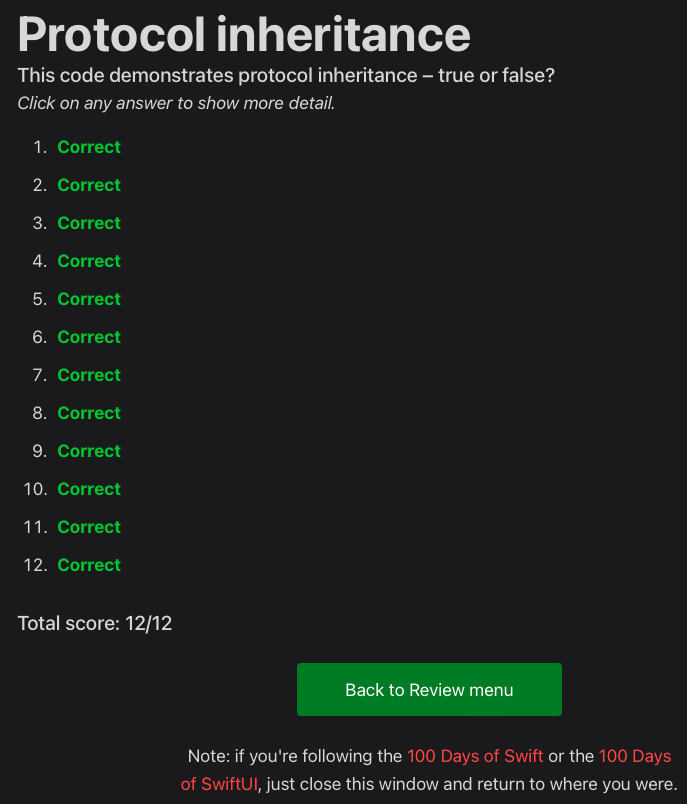 Protocol inheritance
This code demonstrates protocol inheritance – true or false?
Click on any answer to show more detail.
1. Correct
2. Correct
3. Correct
4. Correct
5. Correct
6. Correct
7. Correct
8. Correct
9. Correct
10. Correct
11. Correct
12. Correct
Total score: 12/12
Back to Review menu
Note: if you're following the 100 Days of Swift or the 100 Days
of SwiftUI, just close this window and return to where you were.